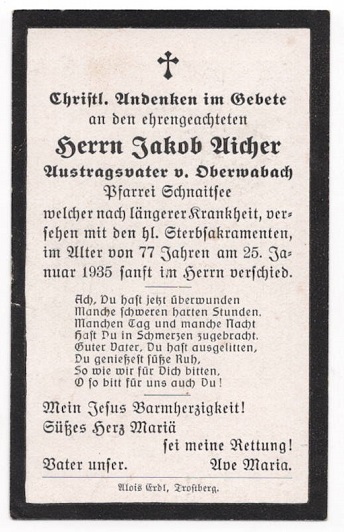 Christl. Andenken im Gebete
an den ehrengeachteten
Herrn Jakob Aicher
Austragsvater v. Oberwabach
Pfarrei Schnaitsee
welcher nach längerer Krankheit, ver-
sehen mit den hl. Sterbsakramenten,
im Alter von 77 Jahren am 25. Ja-
nuar 1935 sanft im Herrn verschied.
Ach, Du hast jetzt überwunden
Manche schweren harten Stunden.
Manchen Tag und manche Nacht
Hast Du in Schmerzen zugebracht.
Guter Vater, Du hast ausgelitten,
Du genießest süße Ruh,
So wie wir für Dich bitten,
O so bitt für uns auch Du!
Mein Jesus Barmherzigkeit!
Süßes Herz Mariä
sei meine Rettung!
Vater unser. Ave Maria.
Alois Erdl, Trostberg.